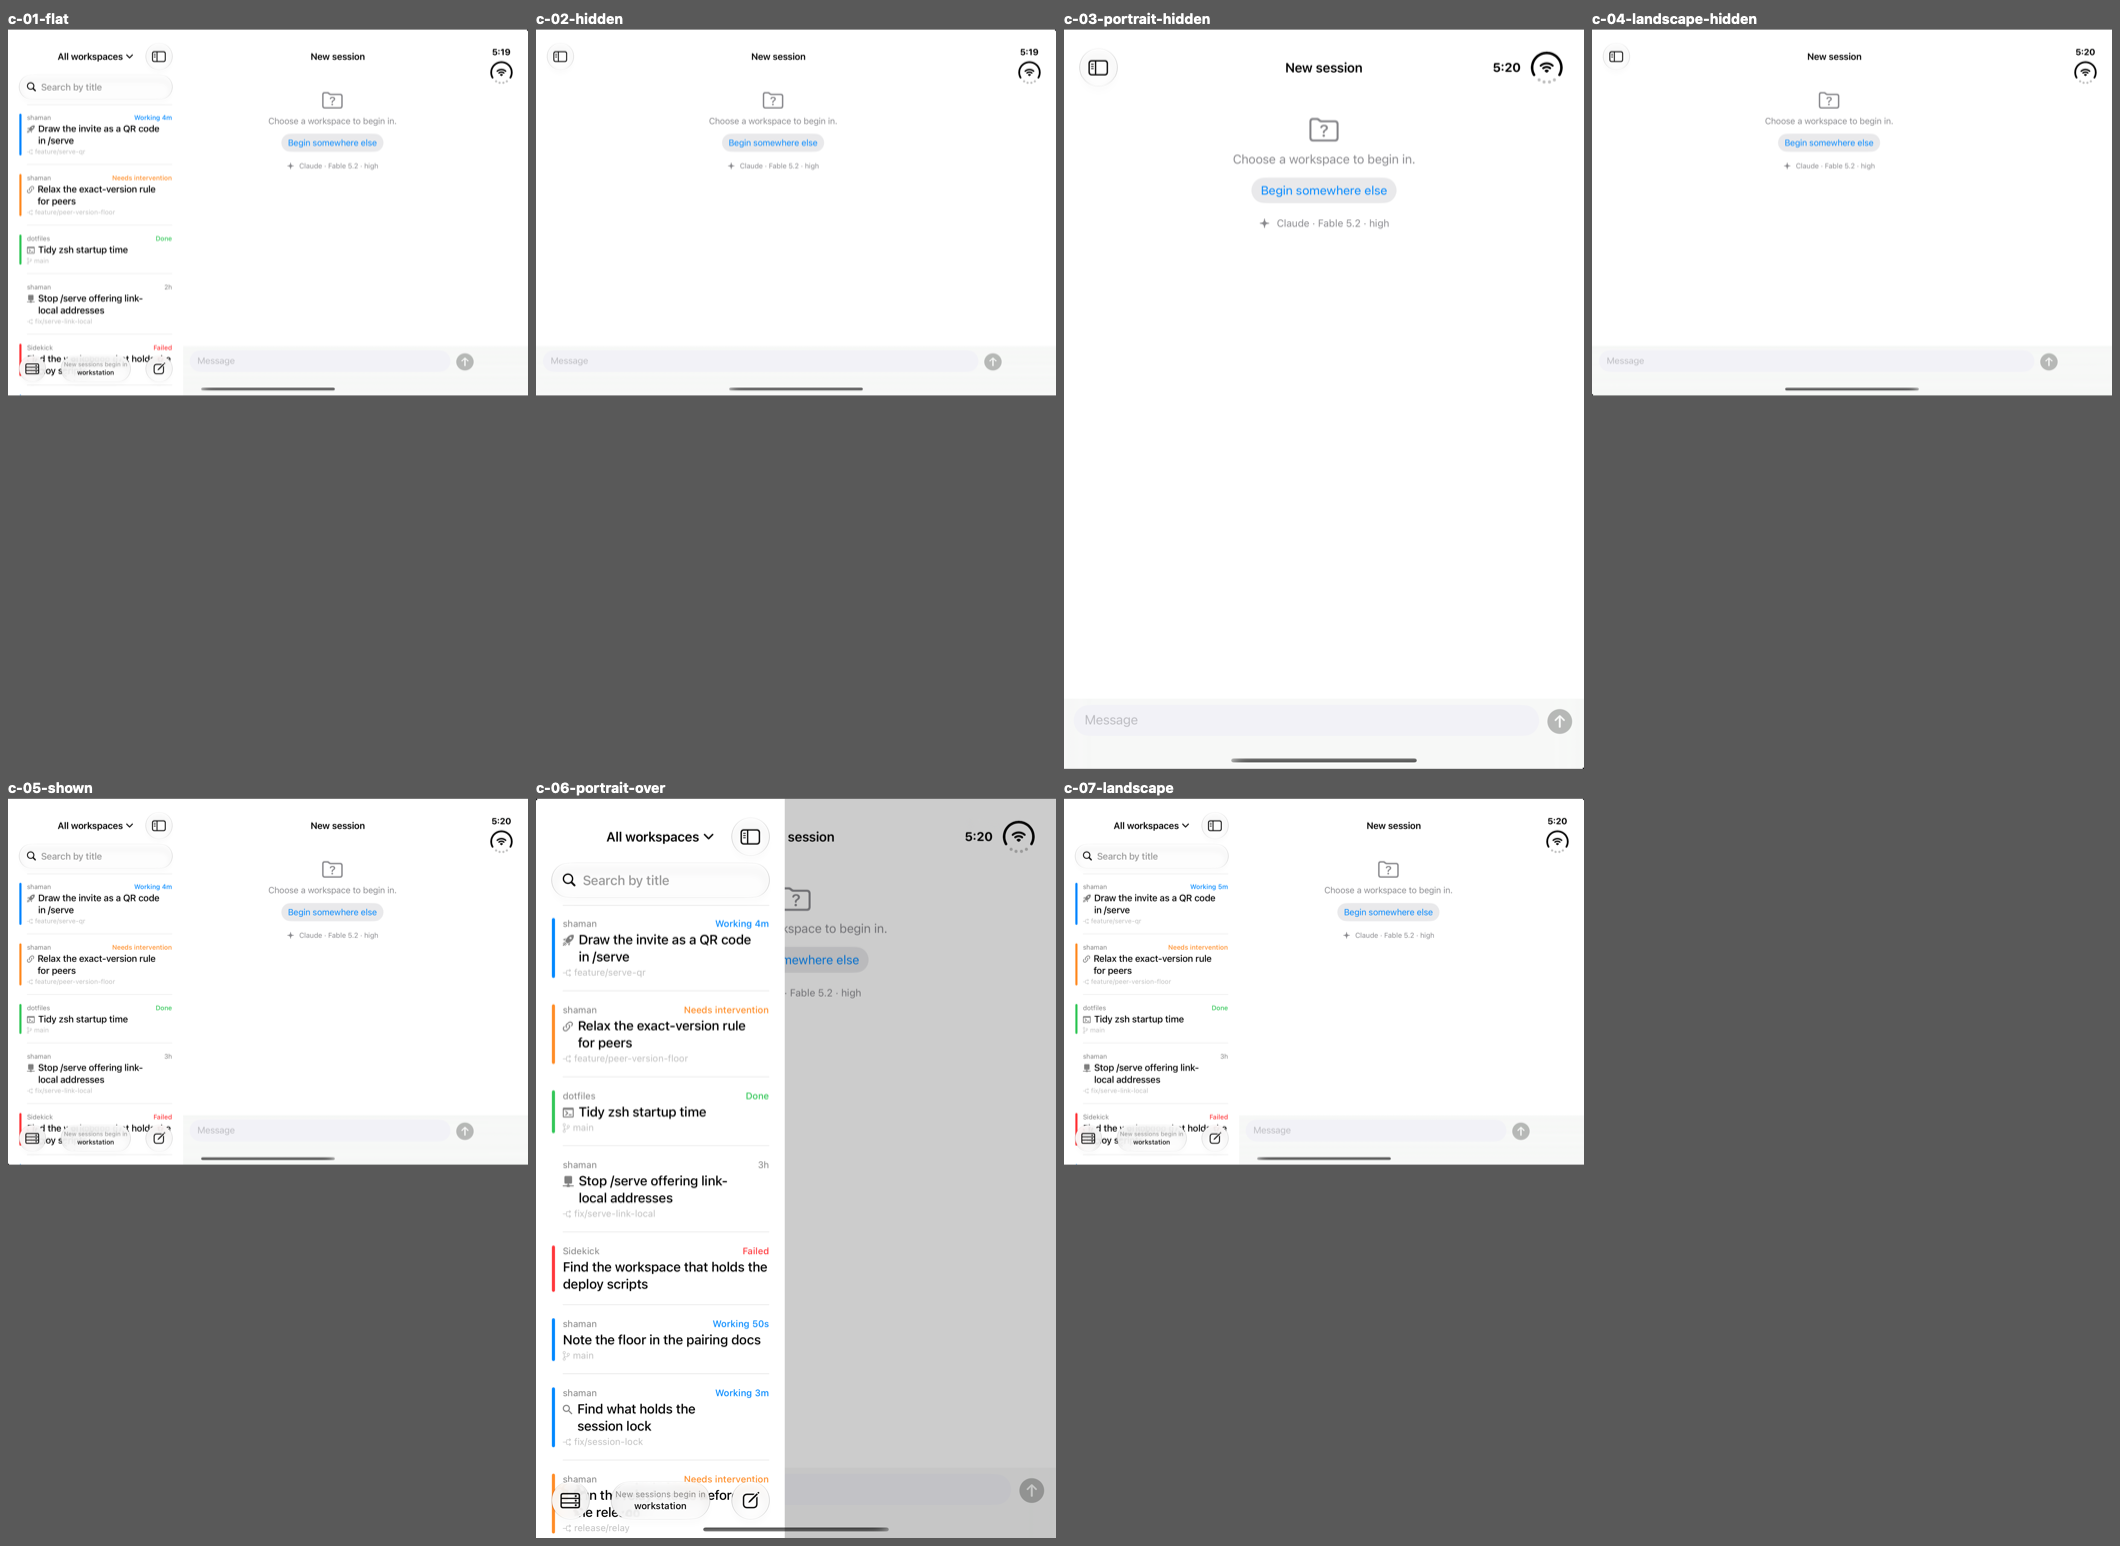 c-01-flat
All workspaces
New session
5:19
Search by title
shaman
Working 4m
Draw the invite as a QR code
in /serve
feature/serve-qr
shaman
Needs intervention
Relax the exact-version rule
for peers
feature/peer-version-floor
dotfiles
Done
Tidy zsh startup time
main
shaman
2h
Stop /serve offering link-
local addresses
fix/serve-link-local
Sidekick
Failed
New sessions begin in
workstation
Choose a workspace to begin in.
Begin somewhere else
Claude · Fable 5.2 · high
Message
c-02-hidden
New session
5:19
Choose a workspace to begin in.
Begin somewhere else
Claude · Fable 5.2 · high
Message
c-03-portrait-hidden
New session
5:20
Choose a workspace to begin in.
Begin somewhere else
Claude · Fable 5.2 · high
Message
c-04-landscape-hidden
New session
5:20
Choose a workspace to begin in.
Begin somewhere else
Claude · Fable 5.2 · high
Message
c-05-shown
All workspaces
New session
5:20
Search by title
shaman
Working 4m
Draw the invite as a QR code
in /serve
feature/serve-qr
shaman
Needs intervention
Relax the exact-version rule
for peers
feature/peer-version-floor
dotfiles
Done
Tidy zsh startup time
main
shaman
3h
Stop /serve offering link-
local addresses
fix/serve-link-local
Sidekick
Failed
New sessions begin in
workstation
Choose a workspace to begin in.
Begin somewhere else
Claude · Fable 5.2 · high
Message
c-06-portrait-over
All workspaces
session
5:20
Search by title
shaman
Working 4m
Draw the invite as a QR code
in /serve
feature/serve-qr
shaman
Needs intervention
Relax the exact-version rule
for peers
feature/peer-version-floor
dotfiles
Done
Tidy zsh startup time
main
shaman
3h
Stop /serve offering link-
local addresses
fix/serve-link-local
Sidekick
Failed
Find the workspace that holds the
deploy scripts
shaman
Working 50s
Note the floor in the pairing docs
main
shaman
Working 3m
Find what holds the
session lock
fix/session-lock
shaman
Needs intervention
New sessions begin in
workstation
release/relay
to begin in.
else
Fable 5.2 · high
c-07-landscape
All workspaces
New session
5:20
Search by title
shaman
Working 5m
Draw the invite as a QR code
in /serve
feature/serve-qr
shaman
Needs intervention
Relax the exact-version rule
for peers
feature/peer-version-floor
dotfiles
Done
Tidy zsh startup time
main
shaman
3h
Stop /serve offering link-
local addresses
fix/serve-link-local
Sidekick
Failed
New sessions begin in
workstation
Choose a workspace to begin in.
Begin somewhere else
Claude · Fable 5.2 · high
Message